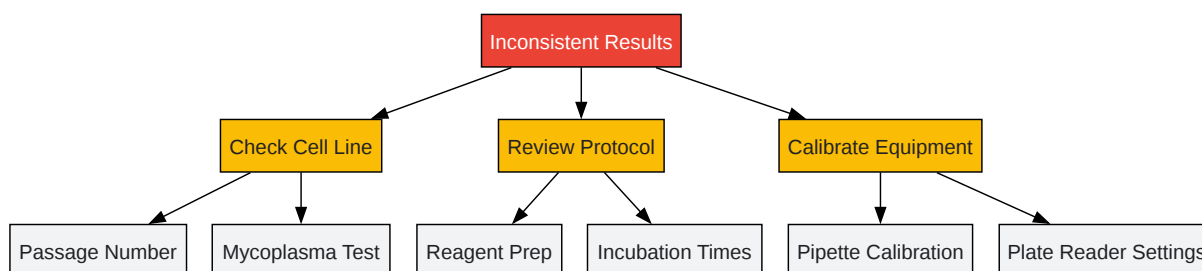 Inconsistent Results
Check Cell Line
Review Protocol
Calibrate Equipment
Passage Number
Mycoplasma Test
Reagent Prep
Incubation Times
Pipette Calibration
Plate Reader Settings